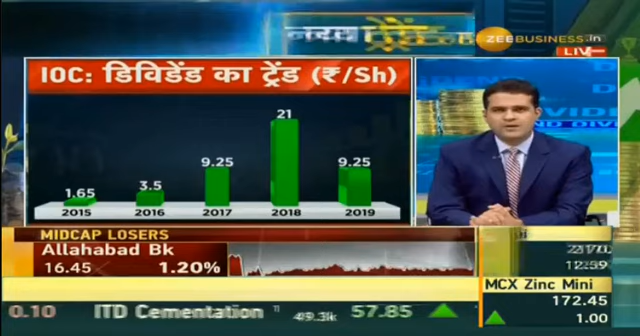 ZEEBUSINESS.in
LIVE
IOC: डिविडेंड का ट्रेंड (₹/Sh)
1.65
3.5
9.25
21
9.25
2015
2016
2017
2018
2019
MIDCAP LOSERS
Allahabad Bk
16.45
1.20%
MCX Zinc Mini
172.45
1.00
0.10
ITD Cementation
49.3k
57.85